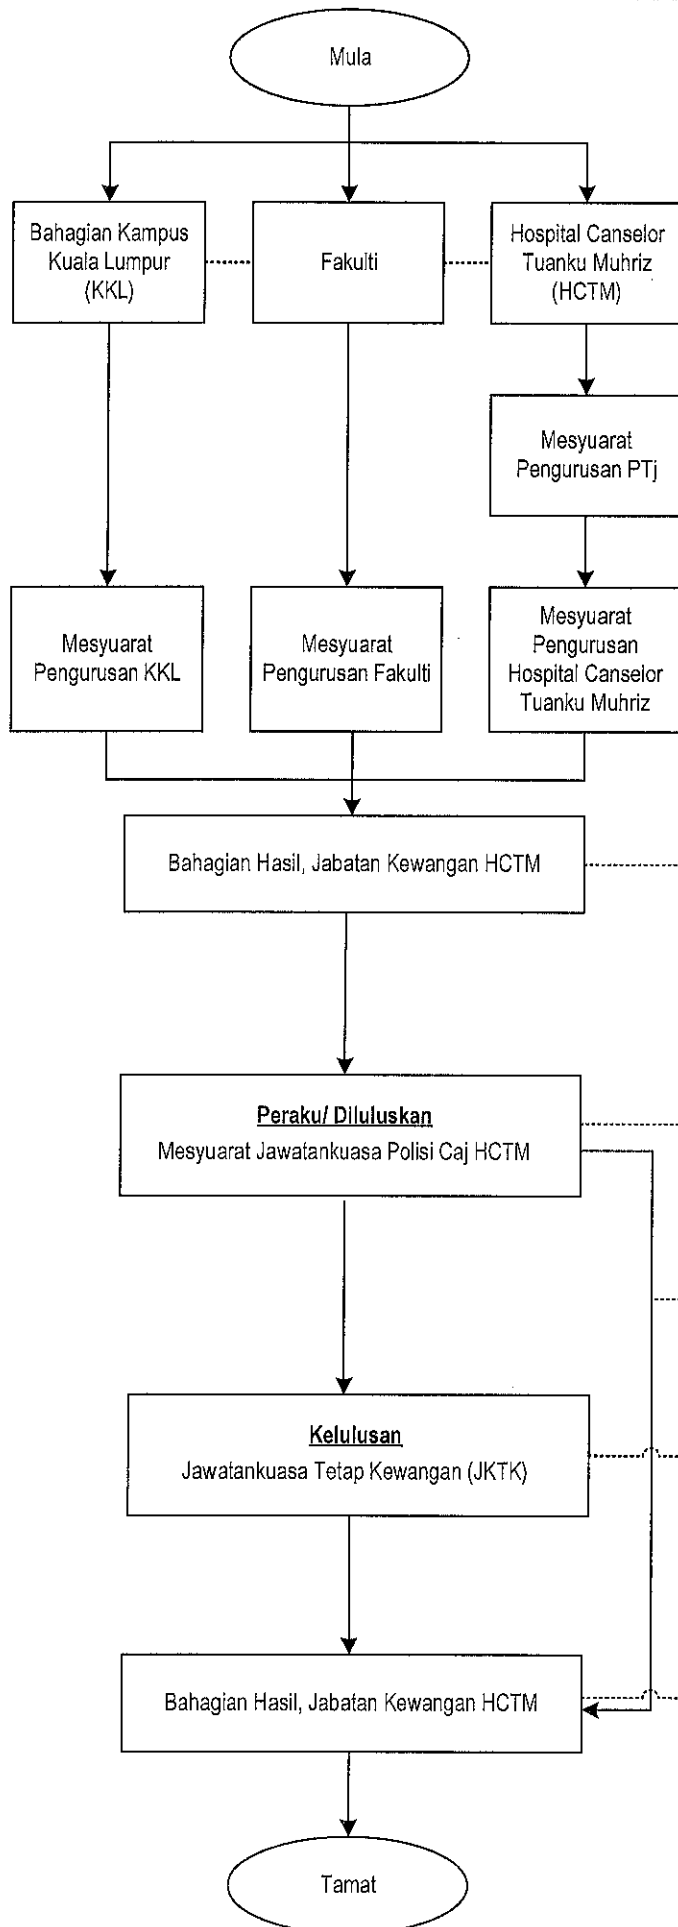 Mula
Bahagian Kampus
Kuala Lumpur
(KKL)
Fakulti
Hospital Canselor
Tuanku Muhriz
(HCTM)
Mesyuarat
Pengurusan PTj
Mesyuarat
Pengurusan KKL
Mesyuarat
Pengurusan Fakulti
Mesyuarat
Pengurusan
Hospital Canselor
Tuanku Muhriz
Bahagian Hasil, Jabatan Kewangan HCTM
Peraku/ Diluluskan
Mesyuarat Jawatankuasa Polisi Caj HCTM
Kelulusan
Jawatankuasa Tetap Kewangan (JKTK)
Bahagian Hasil, Jabatan Kewangan HCTM
Tamat